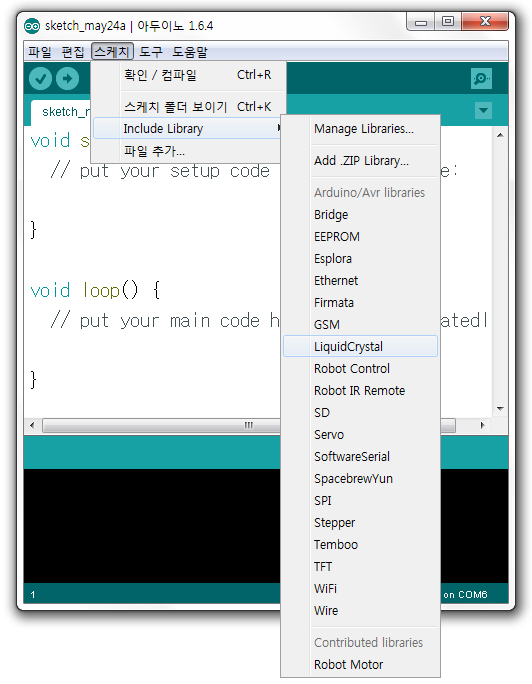 sketch_may24a | 아두이노 1.6.4
파일 편집 스케치 도구 도움말
확인 / 컴파일 Ctrl+R
스케치 폴더 보이기 Ctrl+K
Include Library
파일 추가...
Manage Libraries...
Add .ZIP Library...
Arduino/Avr libraries
Bridge
EEPROM
Esplora
Ethernet
Firmata
GSM
LiquidCrystal
Robot Control
Robot IR Remote
SD
Servo
SoftwareSerial
SpacebrewYun
SPI
Stepper
Temboo
TFT
WiFi
Wire
Contributed libraries
Robot Motor
void
// put your setup code
}
void loop() {
// put your main code
}
1
on COM6